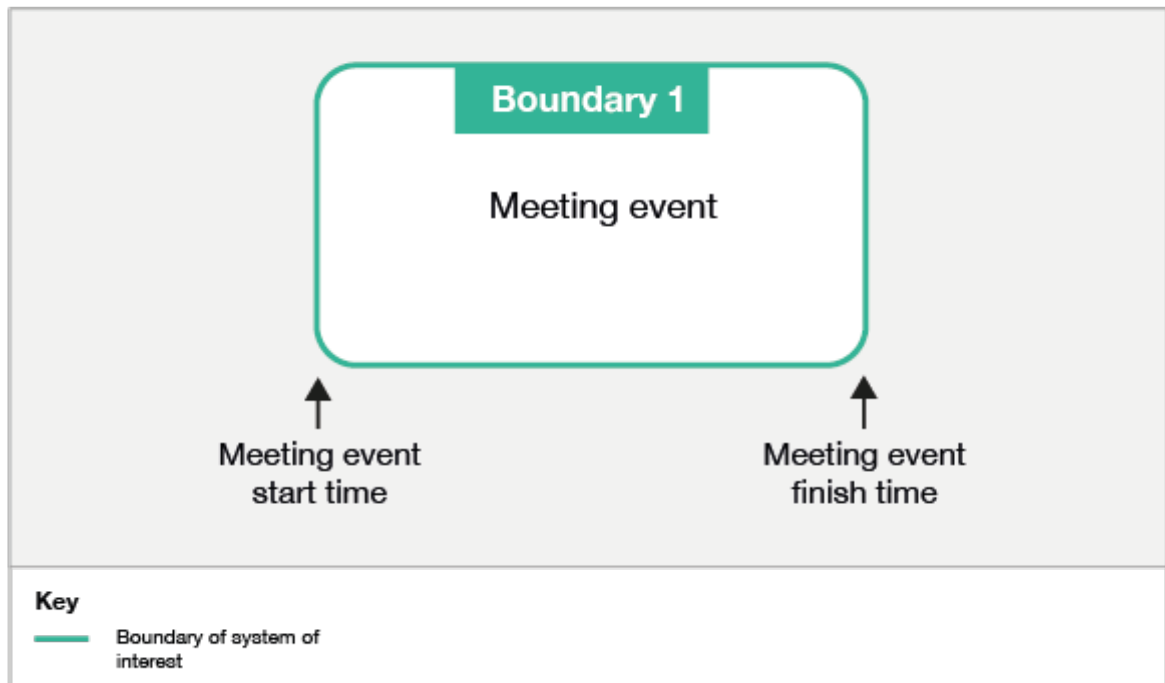 Boundary 1
Meeting event
Meeting event
start time
Meeting event
finish time
Key
Boundary of system of
interest